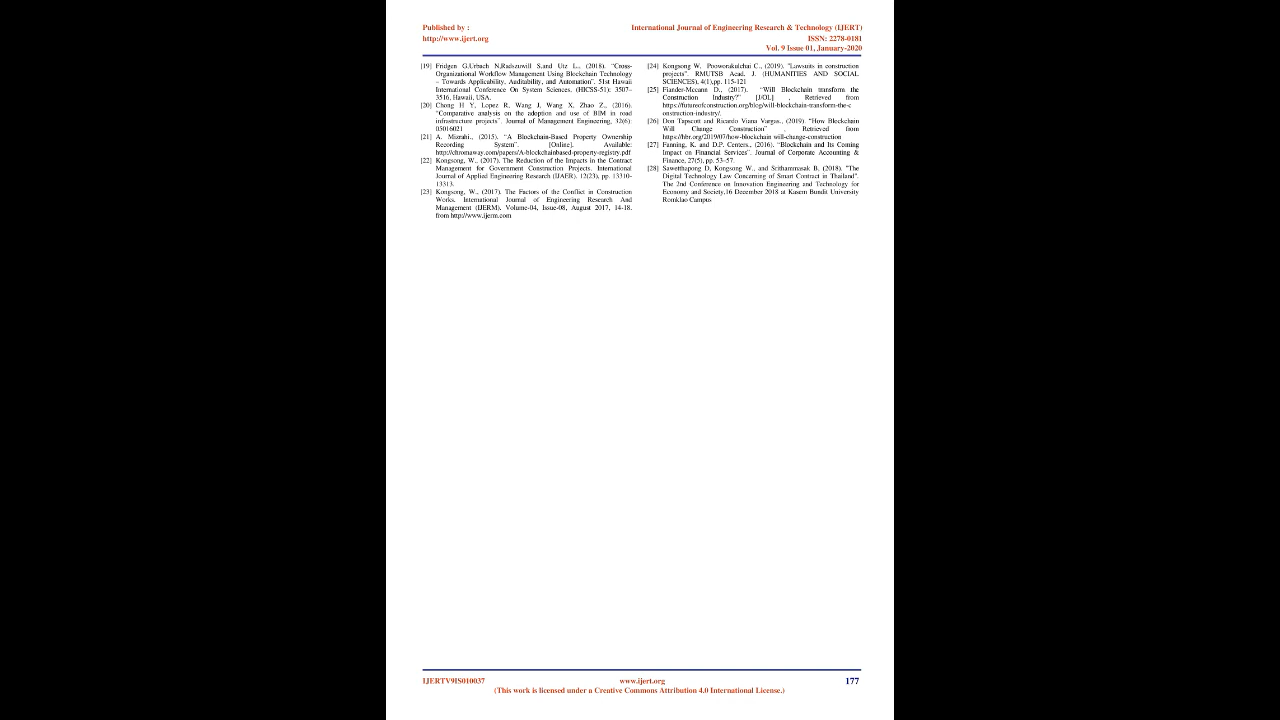 Published by :
http://www.ijert.org
International Journal of Engineering Research & Technology (IJERT)
ISSN: 2278-0181
Vol. 9 Issue 01, January-2020
[19] Fridgen G,Urbach N,Radszuwill S.and Utz L., (2018). "Cross-
Organizational Workflow Management Using Blockchain Technology
– Towards Applicability, Auditability, and Automation". 51st Hawaii
International Conference On System Sciences. (HICSS-51): 3507–
3516, Hawaii. USA.
[20] Chong H Y, Lopez R, Wang J, Wang X, Zhao Z., (2016).
"Comparative analysis on the adoption and use of BIM in road
infrastructure projects". Journal of Management Engineering, 32(6):
05016021
[21] A. Mizrahi., (2015). "A Blockchain-Based Property Ownership
Recording System". [Online]. Available:
http://chromaway.com/papers/A-blockchainbased-property-registry.pdf
[22] Kongsong, W., (2017). The Reduction of the Impacts in the Contract
Management for Government Construction Projects. International
Journal of Applied Engineering Research (IJAER). 12(23), pp. 13310-
13313.
[23] Kongsong, W., (2017). The Factors of the Conflict in Construction
Works. International Journal of Engineering Research And
Management (IJERM). Volume-04, Issue-08, August 2017, 14-18.
from http://www.ijerm.com
[24] Kongsong W. Pooworakulchai C., (2019). "Lawsuits in construction
projects". RMUTSB Acad. J. (HUMANITIES AND SOCIAL
SCIENCES). 4(1),pp. 115-121
[25] Fiander-Mccann D., (2017). "Will Blockchain transform the
Construction Industry?" [J/OL] , Retrieved from
https://futureofconstruction.org/blog/will-blockchain-transform-the-c
onstruction-industry/.
[26] Don Tapscott and Ricardo Viana Vargas., (2019). "How Blockchain
Will Change Construction" , Retrieved from
https://hbr.org/2019/07/how-blockchain will-change-construction
[27] Fanning, K. and D.P. Centers., (2016). "Blockchain and Its Coming
Impact on Financial Services". Journal of Corporate Accounting &
Finance, 27(5), pp. 53–57.
[28] Sawetthapong D, Kongsong W., and Srithammasak B, (2018). "The
Digital Technology Law Concerning of Smart Contract in Thailand".
The 2nd Conference on Innovation Engineering and Technology for
Economy and Society,16 December 2018 at Kasem Bundit University
Romklao Campus
IJERTV9IS010037
www.ijert.org
177
(This work is licensed under a Creative Commons Attribution 4.0 International License.)